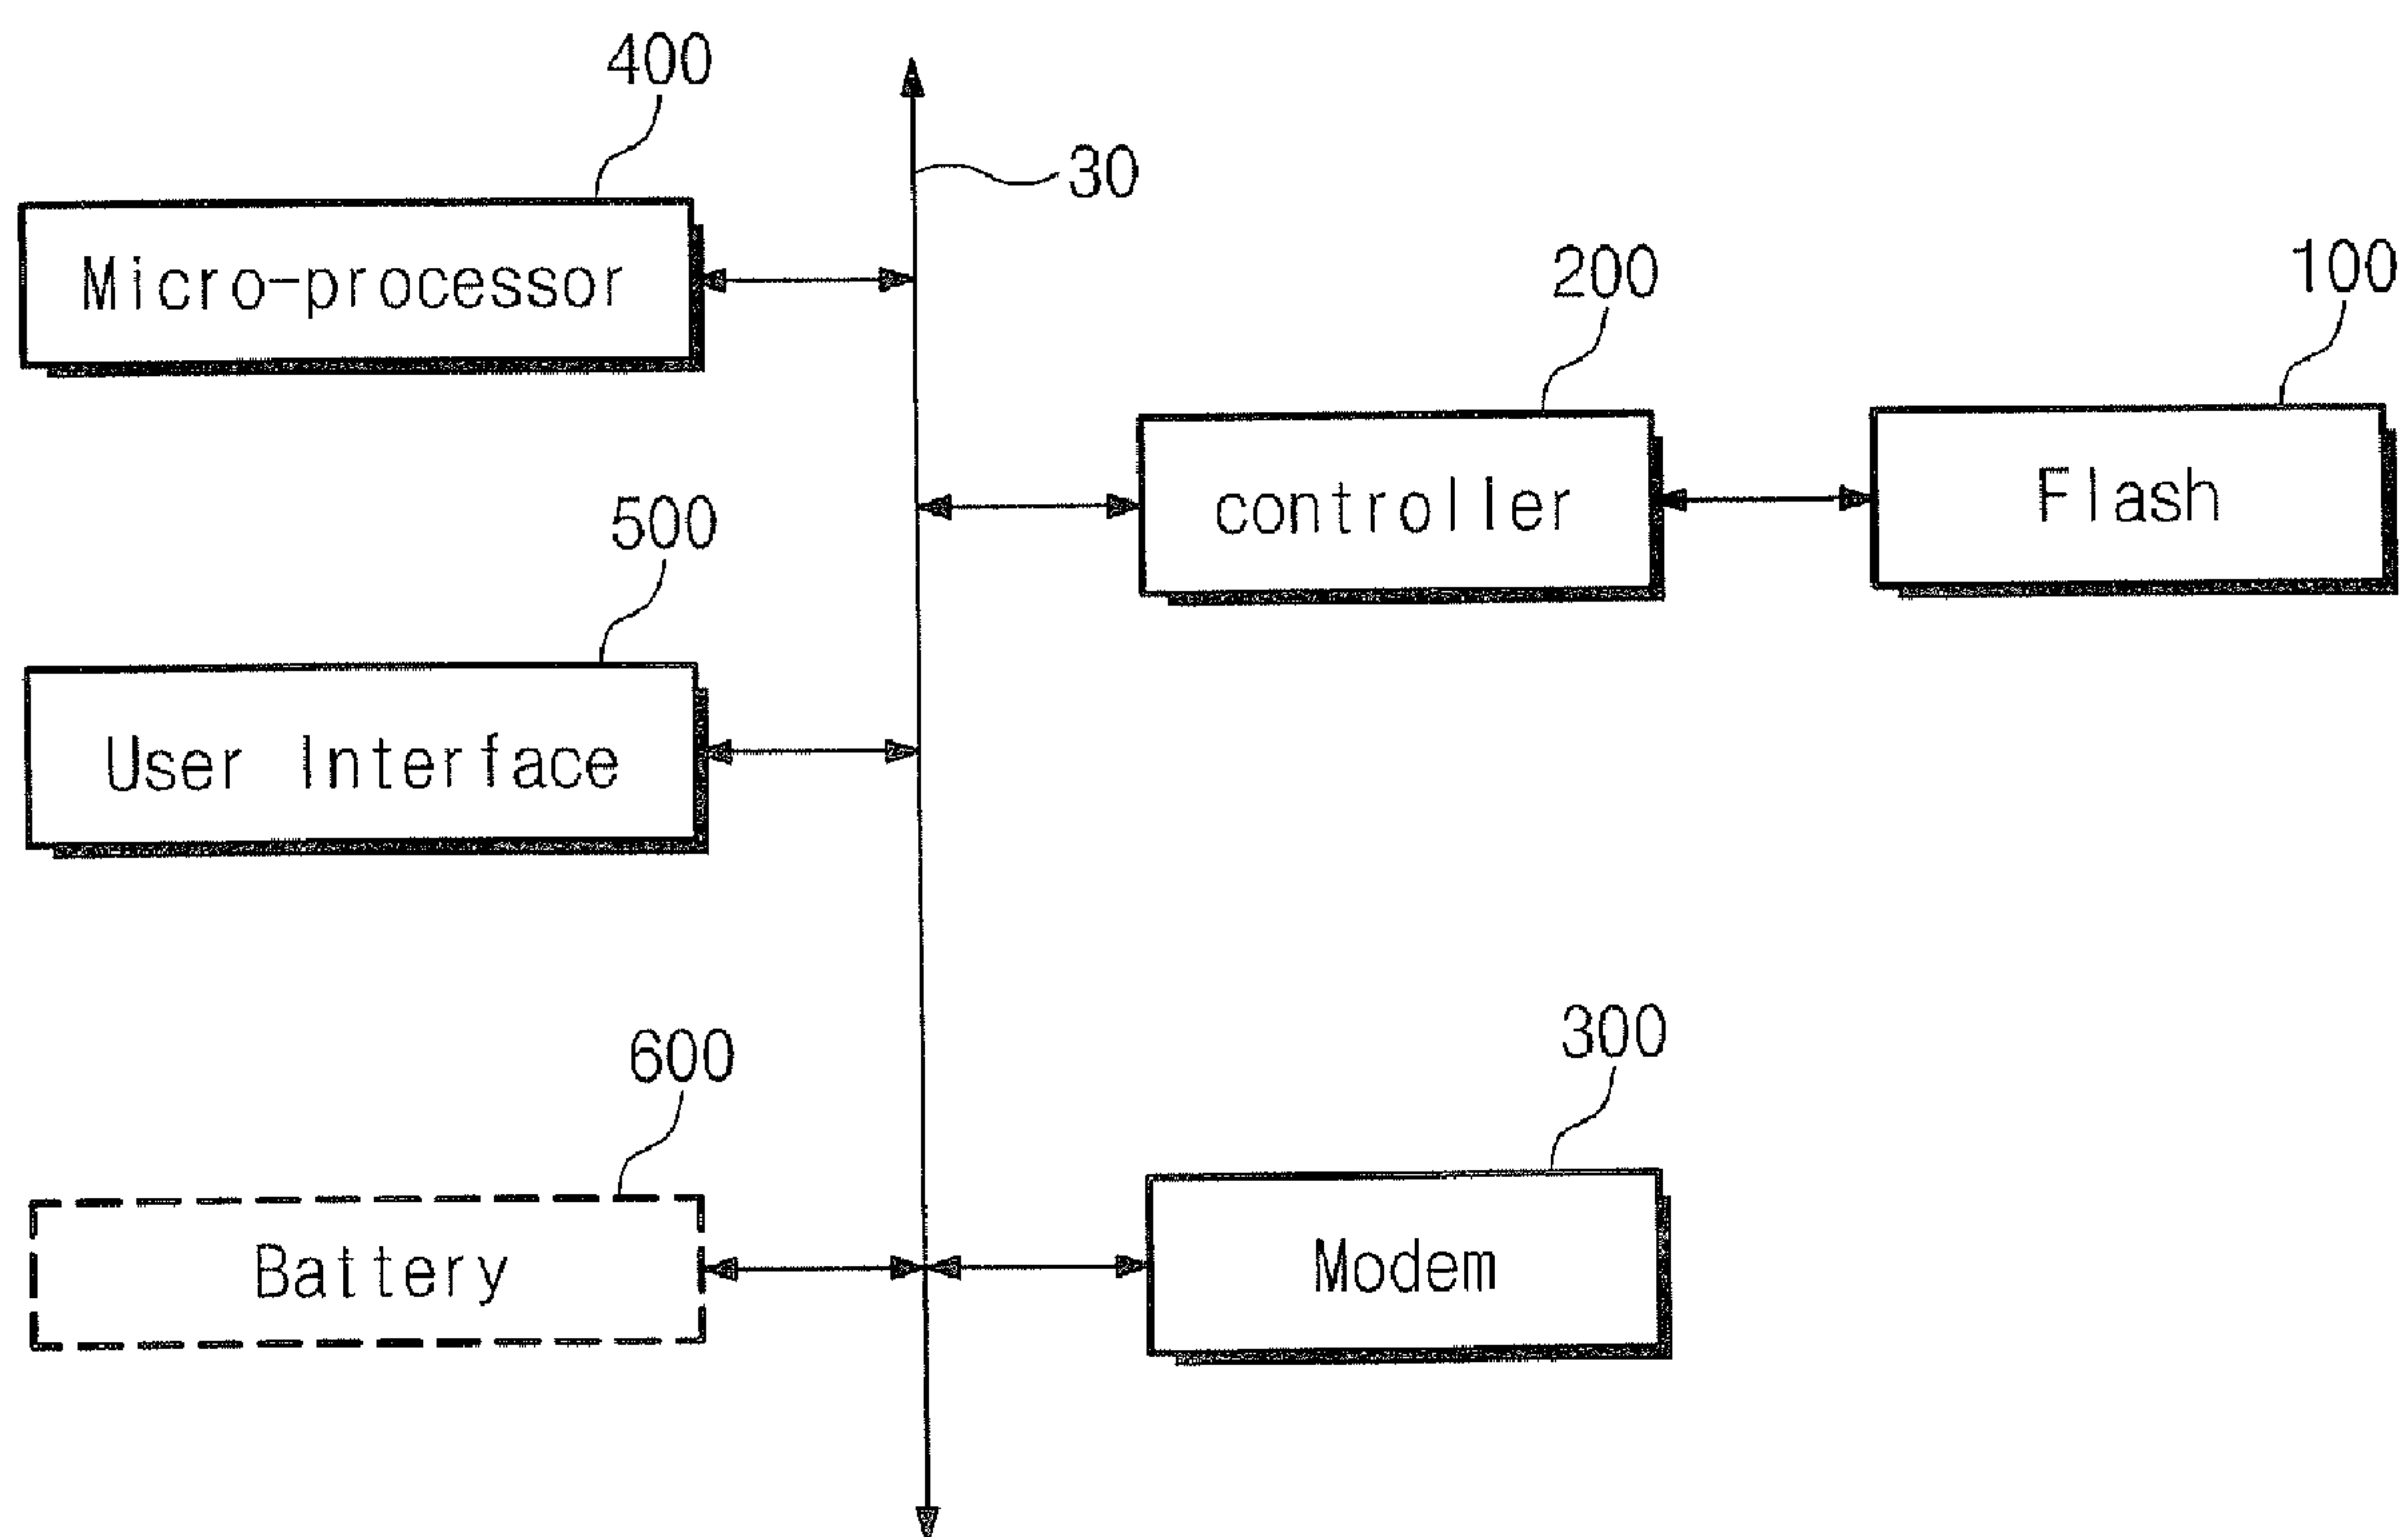 400
30
Micro-processor
200
100
controller
Flash
500
User Interface
600
300
Battery
Modem